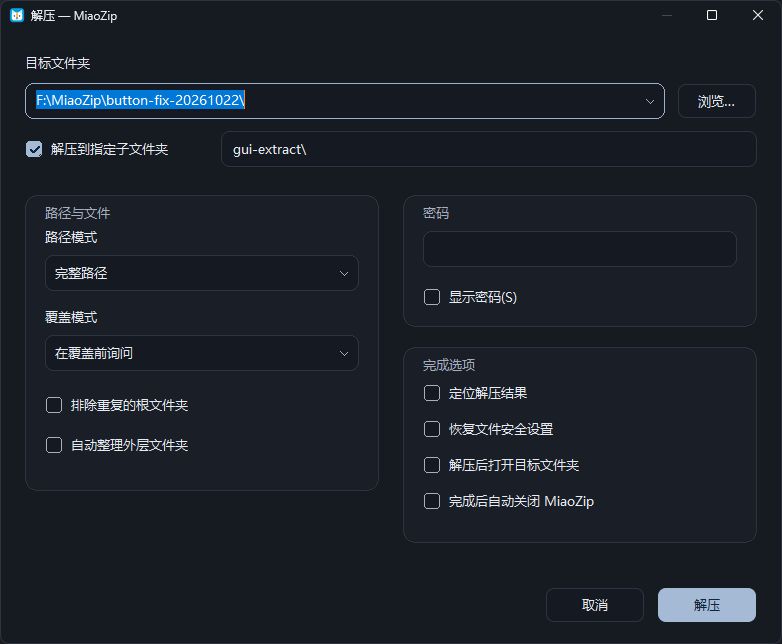 解压 — MiaoZip
目标文件夹
F:\MiaoZip\button-fix-20261022\
浏览...
解压到指定子文件夹
gui-extract\
路径与文件
路径模式
完整路径
覆盖模式
在覆盖前询问
排除重复的根文件夹
自动整理外层文件夹
密码
显示密码(S)
完成选项
定位解压结果
恢复文件安全设置
解压后打开目标文件夹
完成后自动关闭 MiaoZip
取消
解压